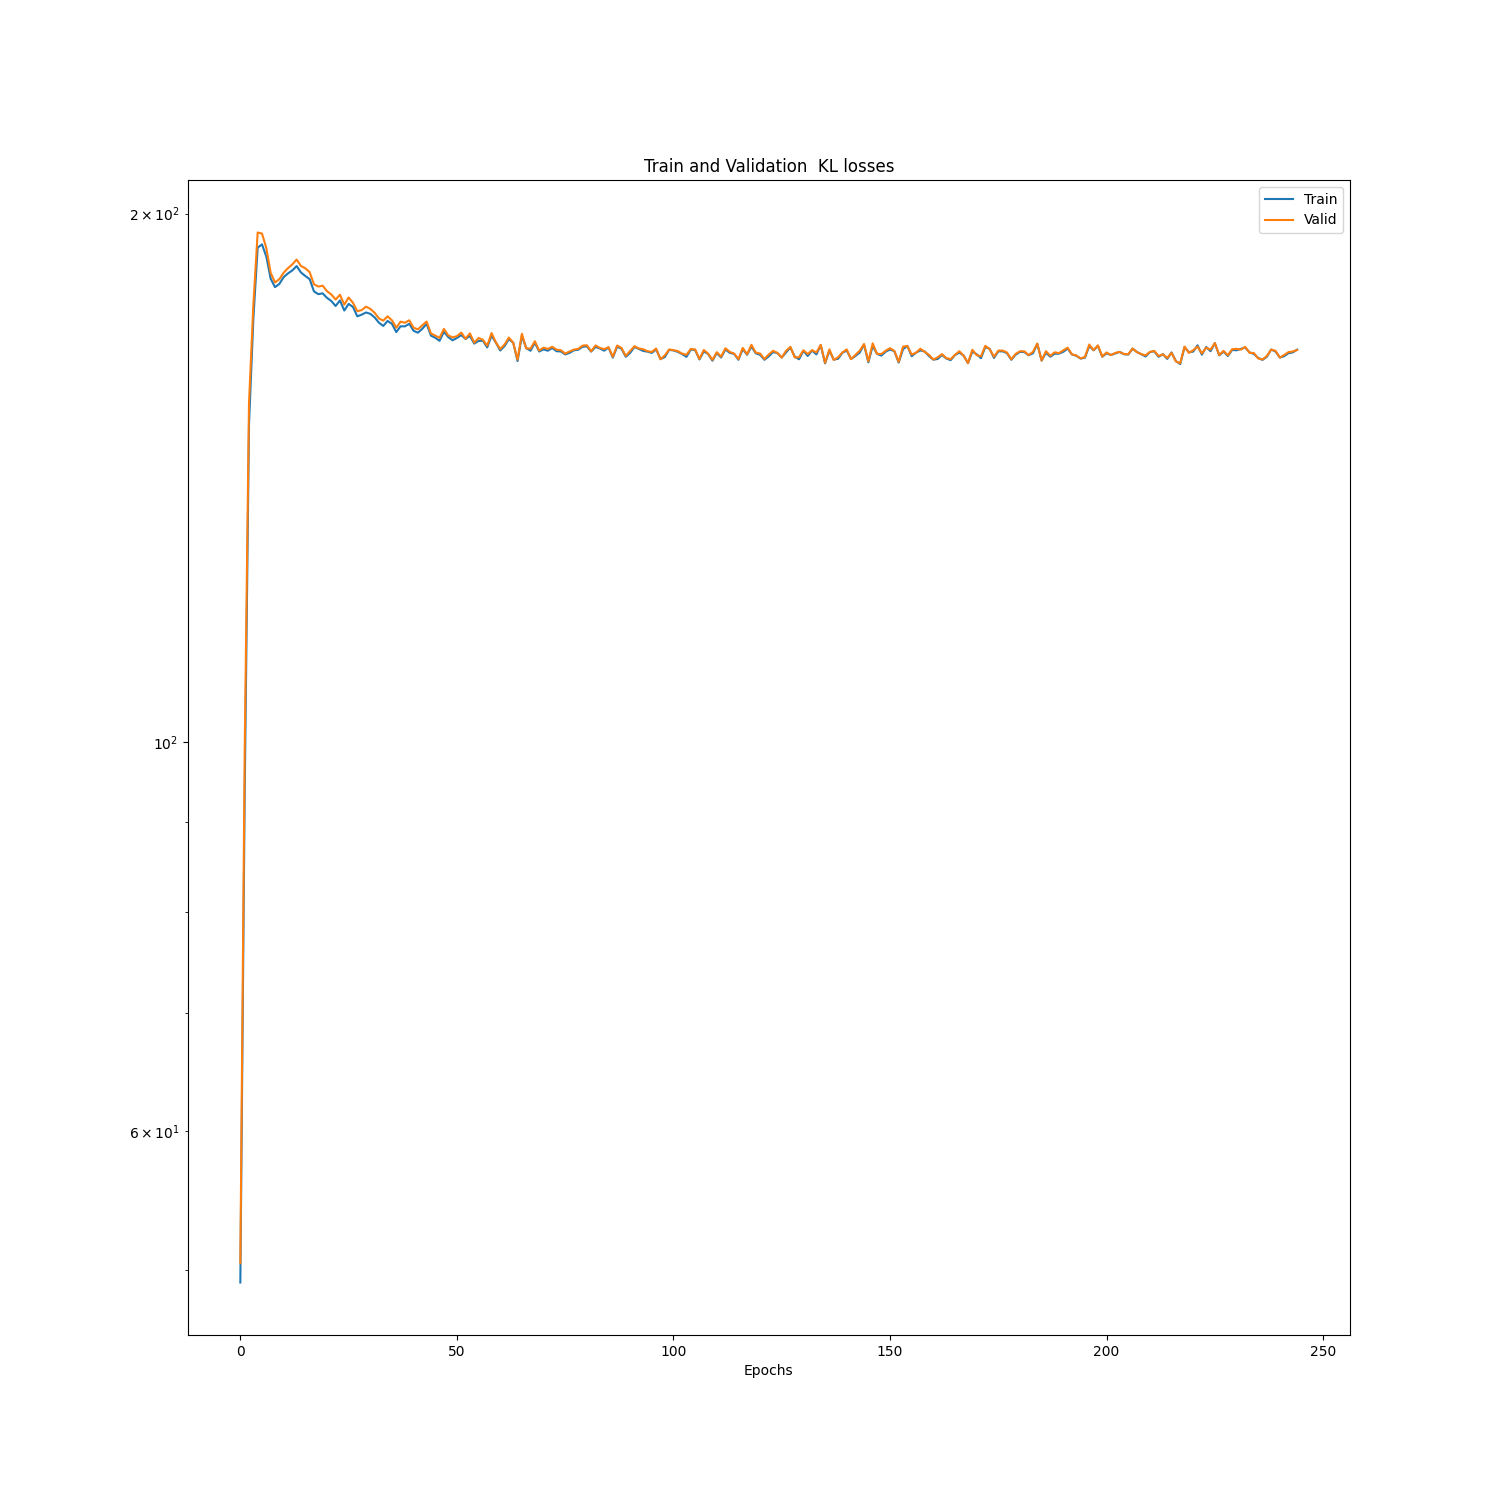 Train and Validation  KL losses
2 × 10²
Train
Valid
10²
6 × 10¹
0 50 100 150 200 250
Epochs